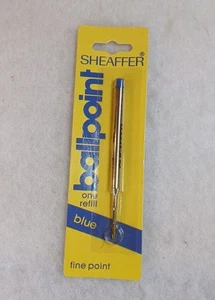 SHEAFFER®
ballpoint
one
refill
blue
fine point